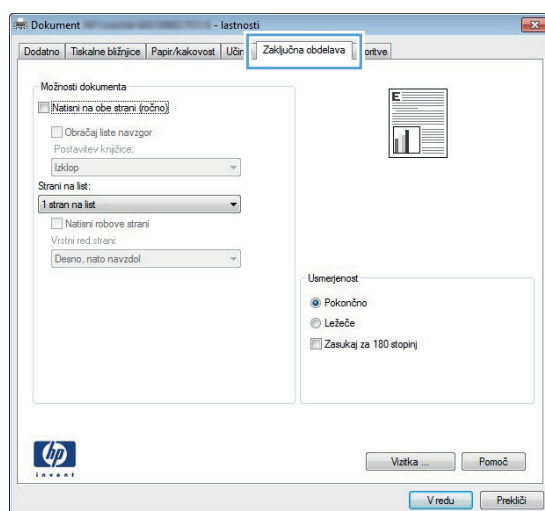 Dokument - lastnosti
Dodatno Tiskalne bližnjice Papir/kakovost Zaključna obdelava
Možnosti dokumenta
Natisni na obe strani (ročno)
Obračaj liste navzgor
Postavitev knjižice:
Izklop
Strani na list:
1 stran na list
Natisni robove strani
Vrstni red strani:
Desno, nato navzdol
E
Usmerjenost
Pokončno
Ležeče
Zasukaj za 180 stopinj
hp
invent
Vizitka ... Pomoč
V redu Prekliči